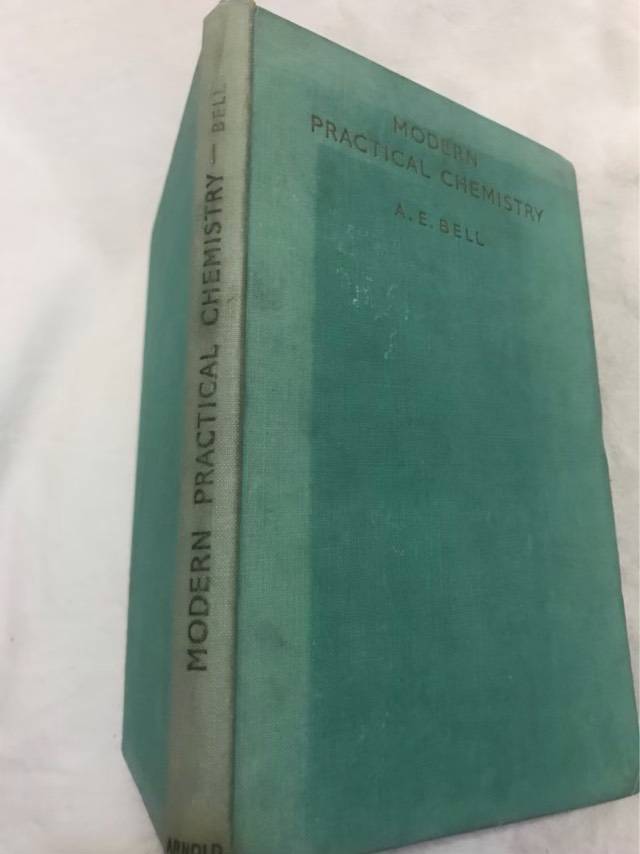 MODERN
PRACTICAL CHEMISTRY
A. E. BELL
MODERN PRACTICAL CHEMISTRY — BELL
ARNOLD